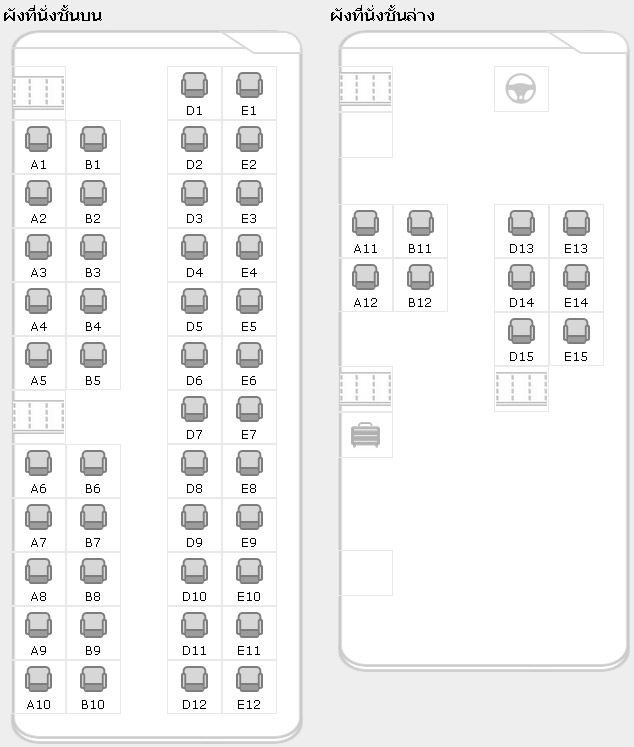 ผังที่นั่งชั้นบน
D1 E1
A1 B1 D2 E2
A2 B2 D3 E3
A3 B3 D4 E4
A4 B4 D5 E5
A5 B5 D6 E6
D7 E7
A6 B6 D8 E8
A7 B7 D9 E9
A8 B8 D10 E10
A9 B9 D11 E11
A10 B10 D12 E12
ผังที่นั่งชั้นล่าง
A11 B11 D13 E13
A12 B12 D14 E14
D15 E15